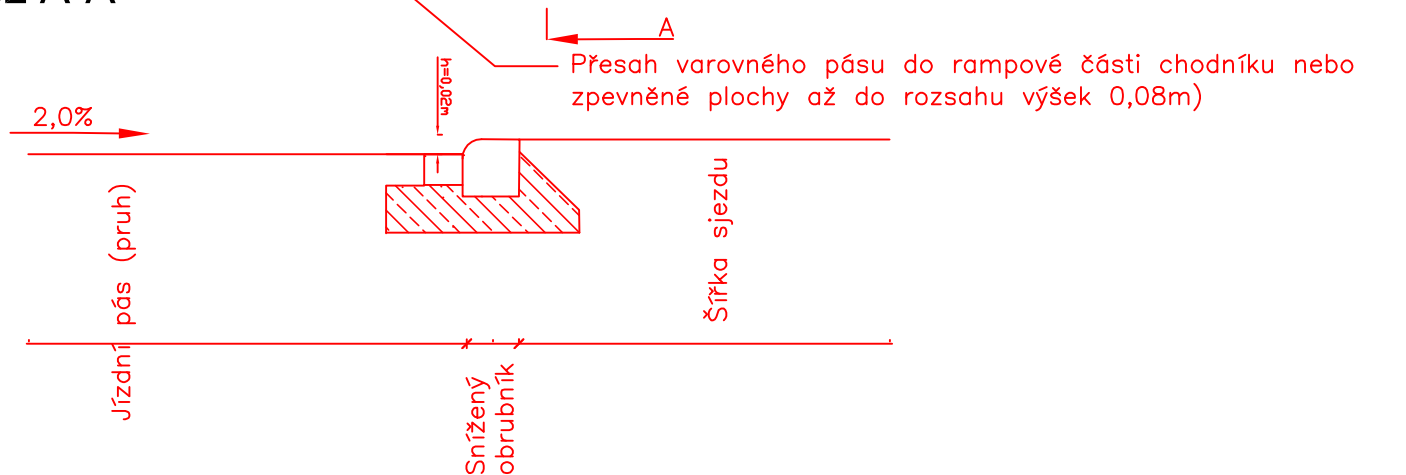 A
Přesah varovného pásu do rampové části chodníku nebo
zpevněné plochy až do rozsahu výšek 0,08m)
h=0,02m
2,0%
Jízdní pás (pruh)
Šířka sjezdu
Snížený
obrubník